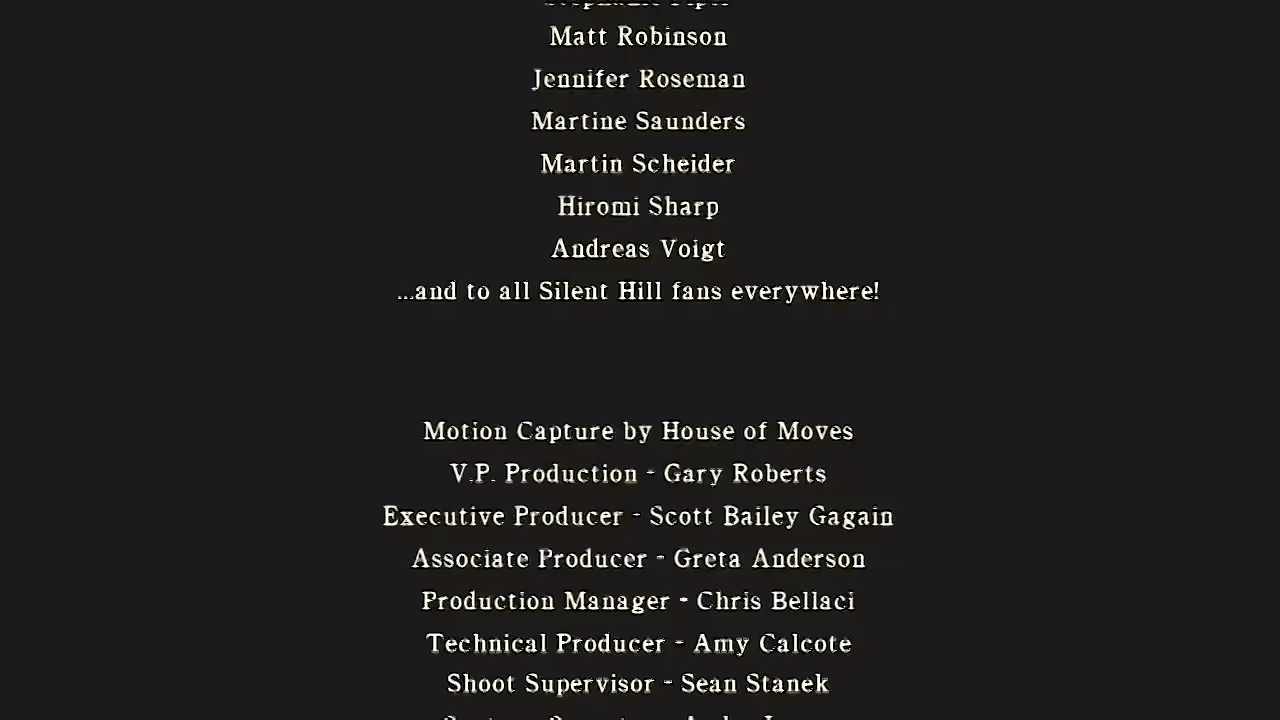 Matt Robinson
Jennifer Roseman
Martine Saunders
Martin Scheider
Hiromi Sharp
Andreas Voigt
...and to all Silent Hill fans everywhere!
Motion Capture by House of Moves
V.P. Production - Gary Roberts
Executive Producer - Scott Bailey Gagain
Associate Producer - Greta Anderson
Production Manager - Chris Bellaci
Technical Producer - Amy Calcote
Shoot Supervisor - Sean Stanek